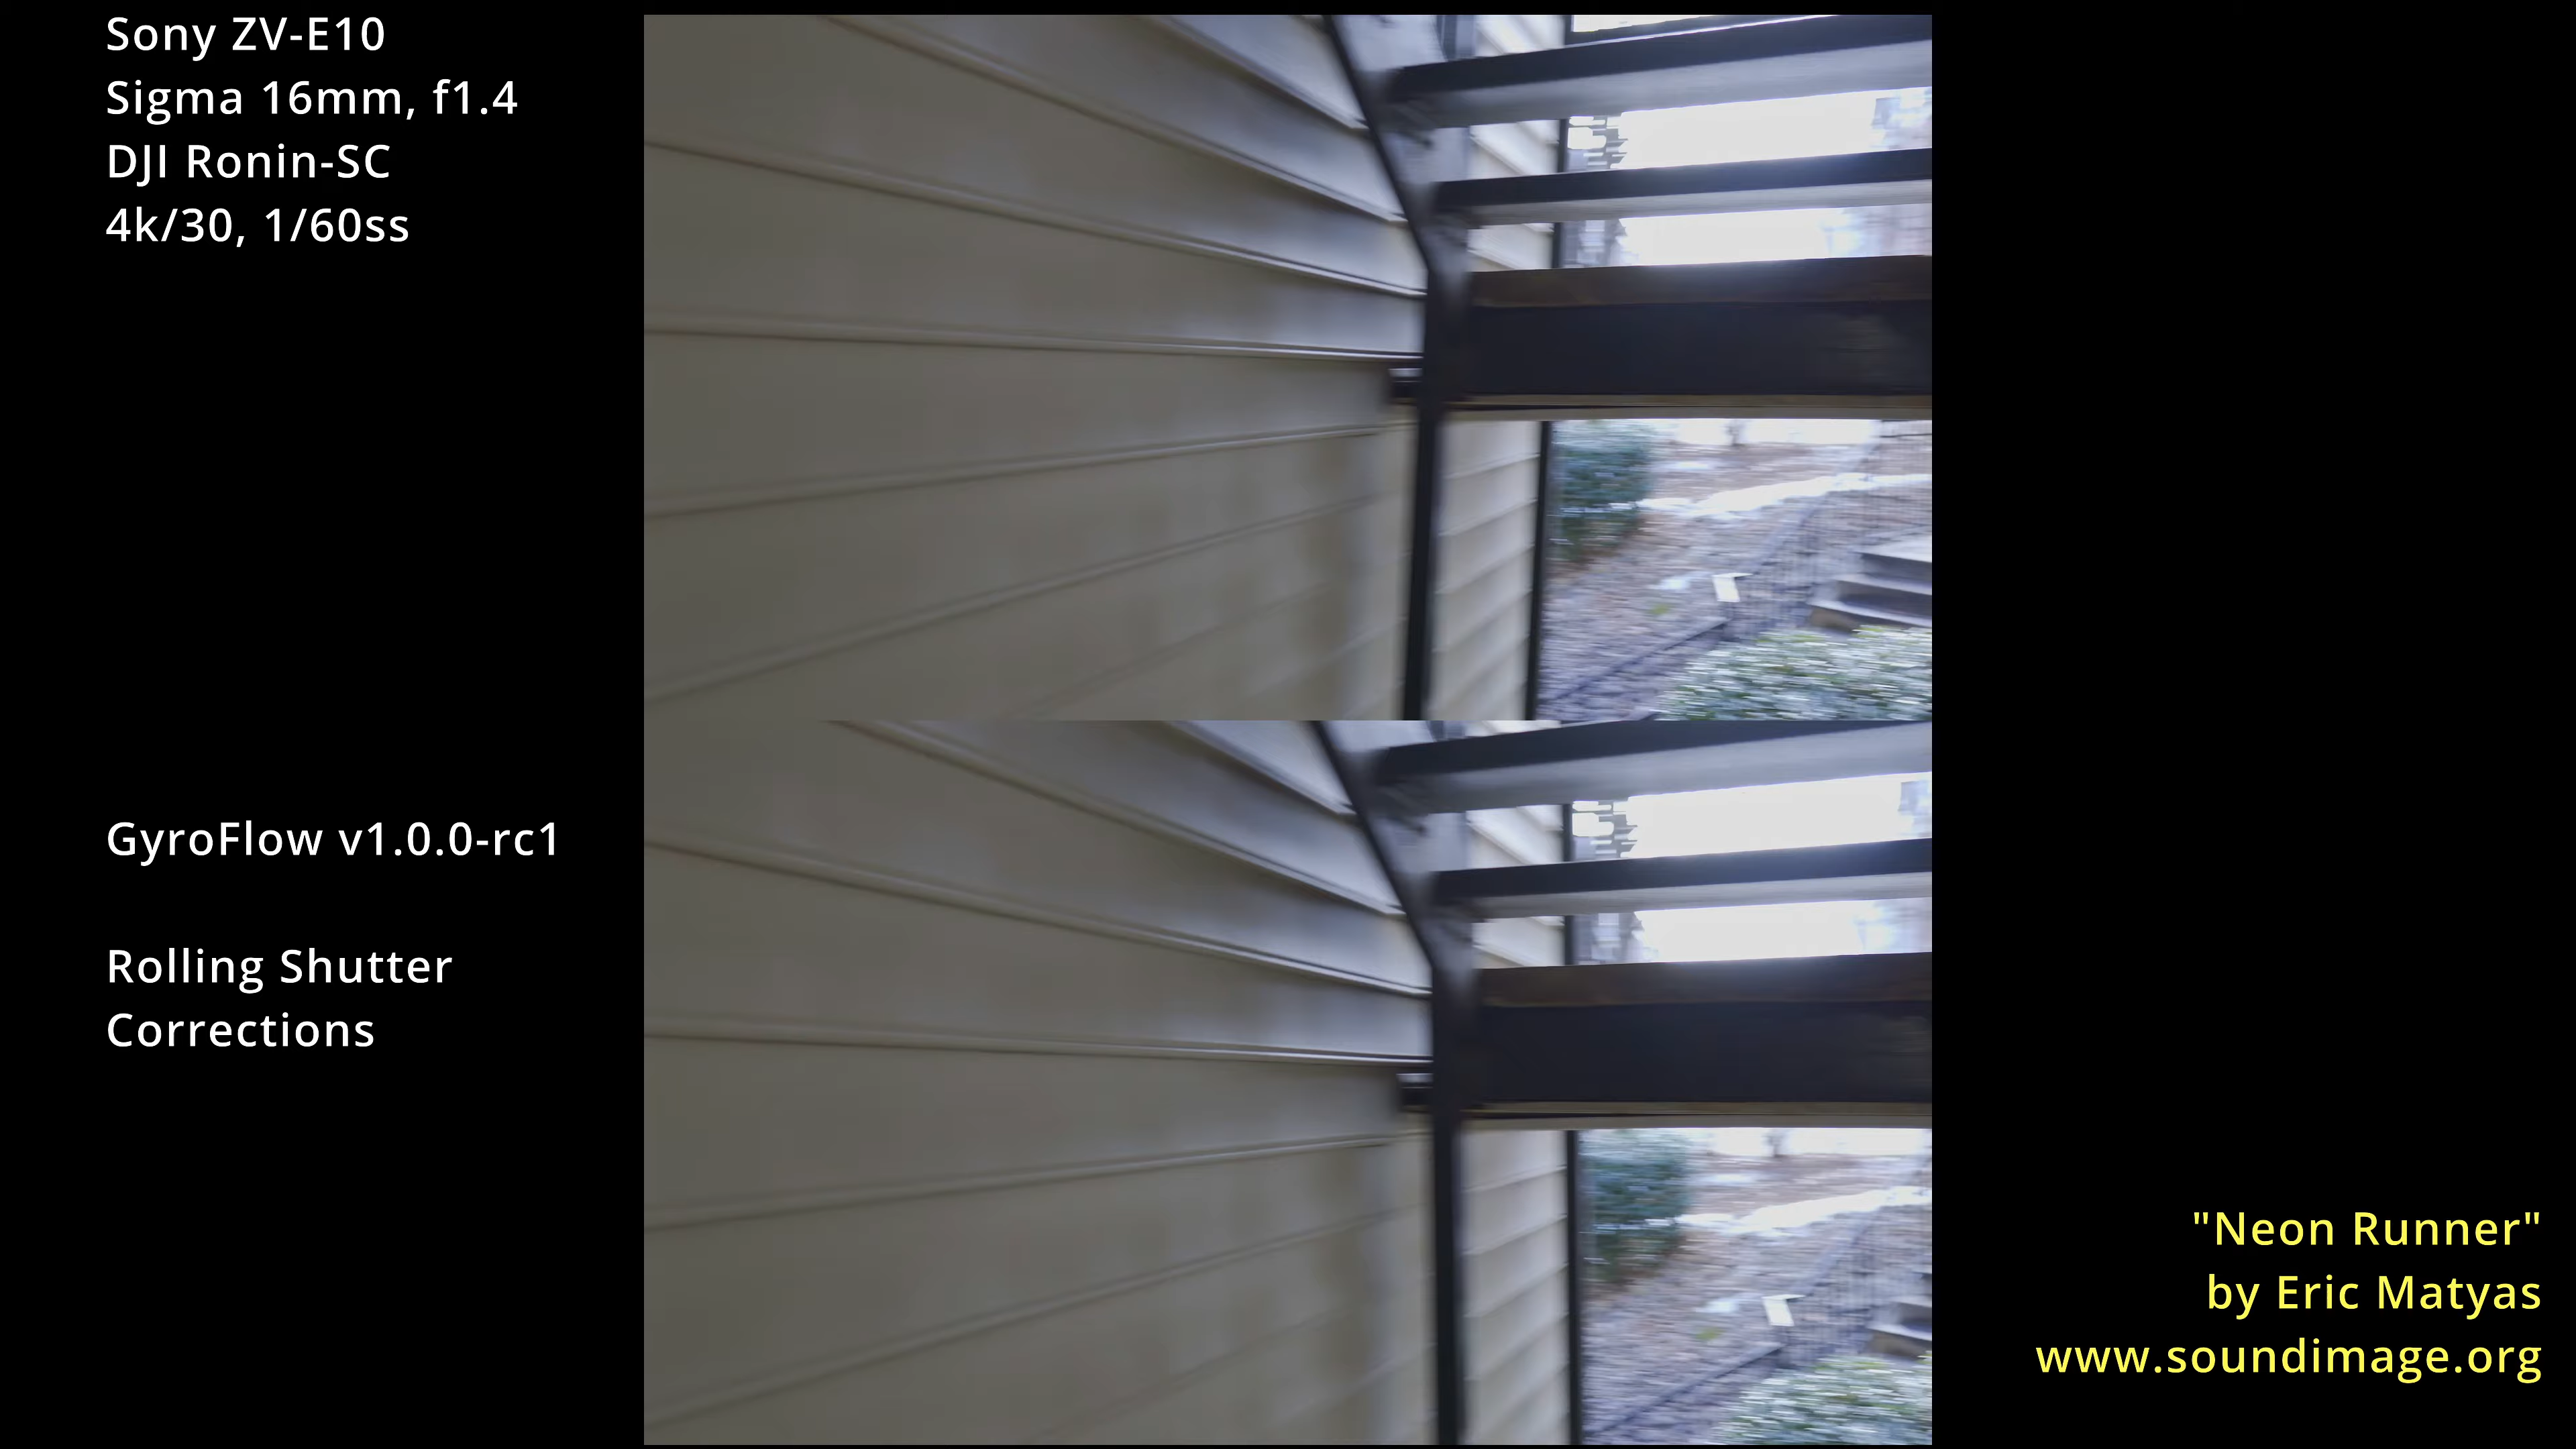 Sony ZV-E10
Sigma 16mm, f1.4
DJI Ronin-SC
4k/30, 1/60ss
GyroFlow v1.0.0-rc1
Rolling Shutter
Corrections
"Neon Runner"
by Eric Matyas
www.soundimage.org